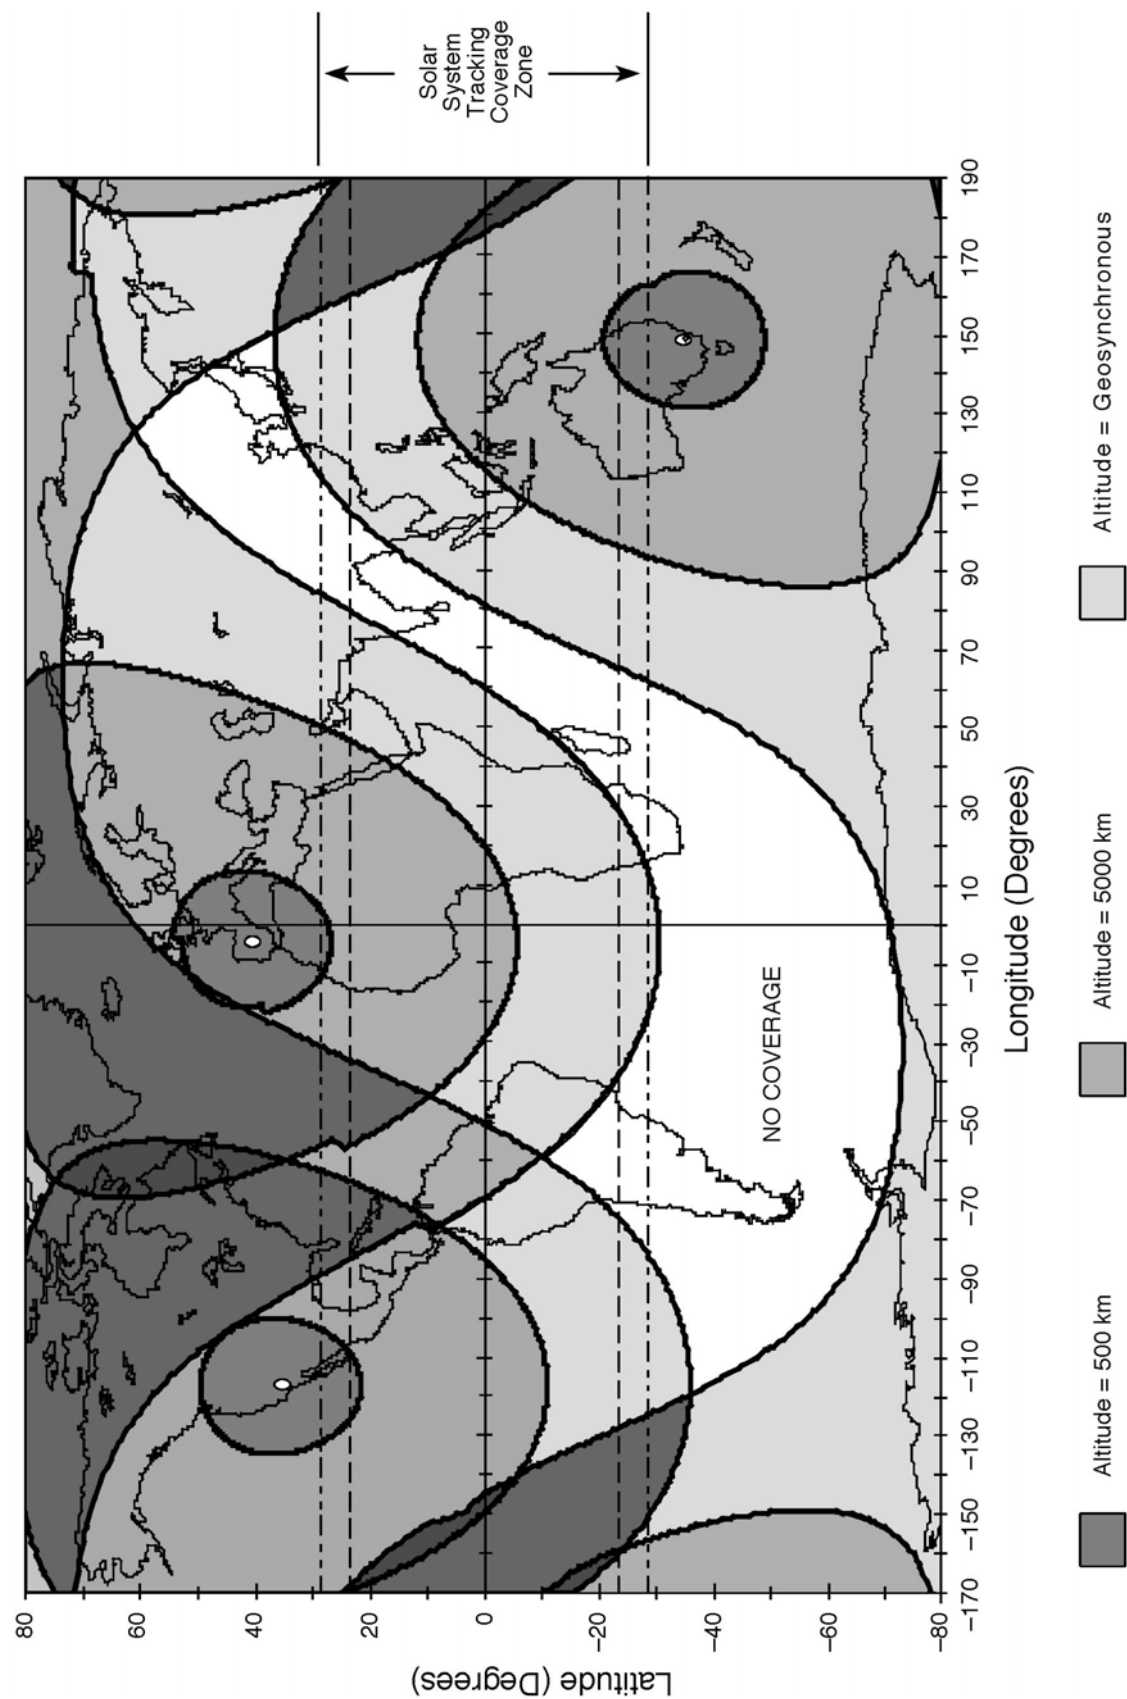 Latitude (Degrees)
80
60
40
20
0
−20
−40
−60
−80
NO COVERAGE
Solar
System
Tracking
Coverage
Zone
−170 −150 −130 −110 −90 −70 −50 −30 −10 10 30 50 70 90 110 130 150 170 190
Longitude (Degrees)
Altitude = 500 km
Altitude = 5000 km
Altitude = Geosynchronous